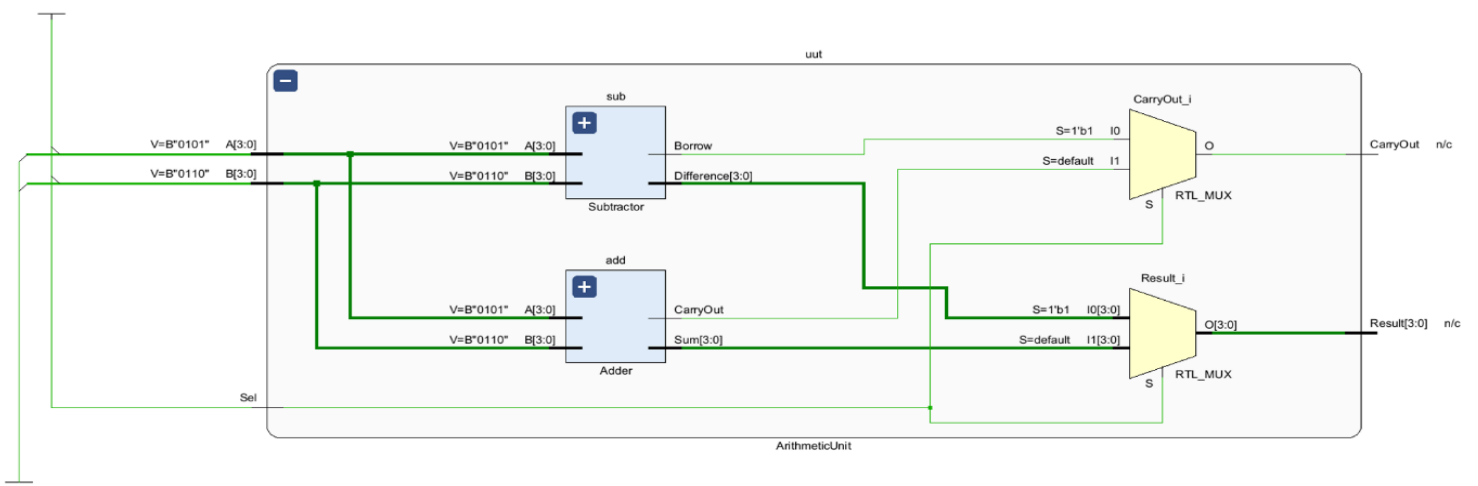 uut
sub
CarryOut_i
V=B"0101" A[3:0]
V=B"0101" A[3:0]
Borrow
S=1'b1 I0
O
CarryOut n/c
S=default I1
V=B"0110" B[3:0]
V=B"0110" B[3:0]
Difference[3:0]
S
RTL_MUX
Subtractor
add
Result_i
V=B"0101" A[3:0]
CarryOut
S=1'b1 I0[3:0]
O[3:0]
Result[3:0] n/c
V=B"0110" B[3:0]
Sum[3:0]
S=default I1[3:0]
Adder
S
RTL_MUX
Sel
ArithmeticUnit